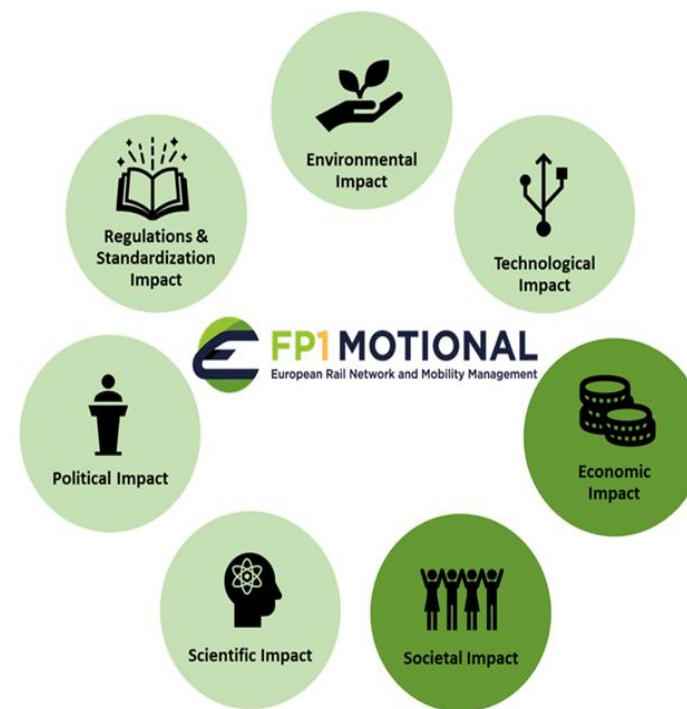 Environmental
Impact
Regulations &
Standardization
Impact
Technological
Impact
FP1 MOTIONAL
European Rail Network and Mobility Management
Political Impact
Economic
Impact
Scientific Impact
Societal Impact